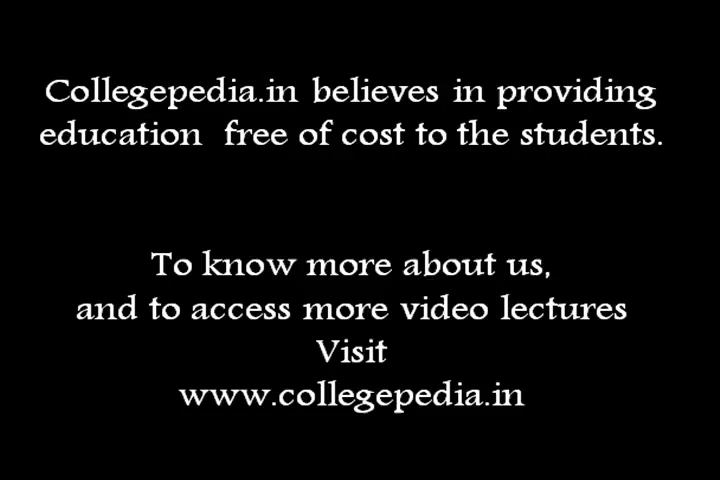 Collegepedia.in believes in providing
education free of cost to the students.
To know more about us,
and to access more video lectures
Visit
www.collegepedia.in